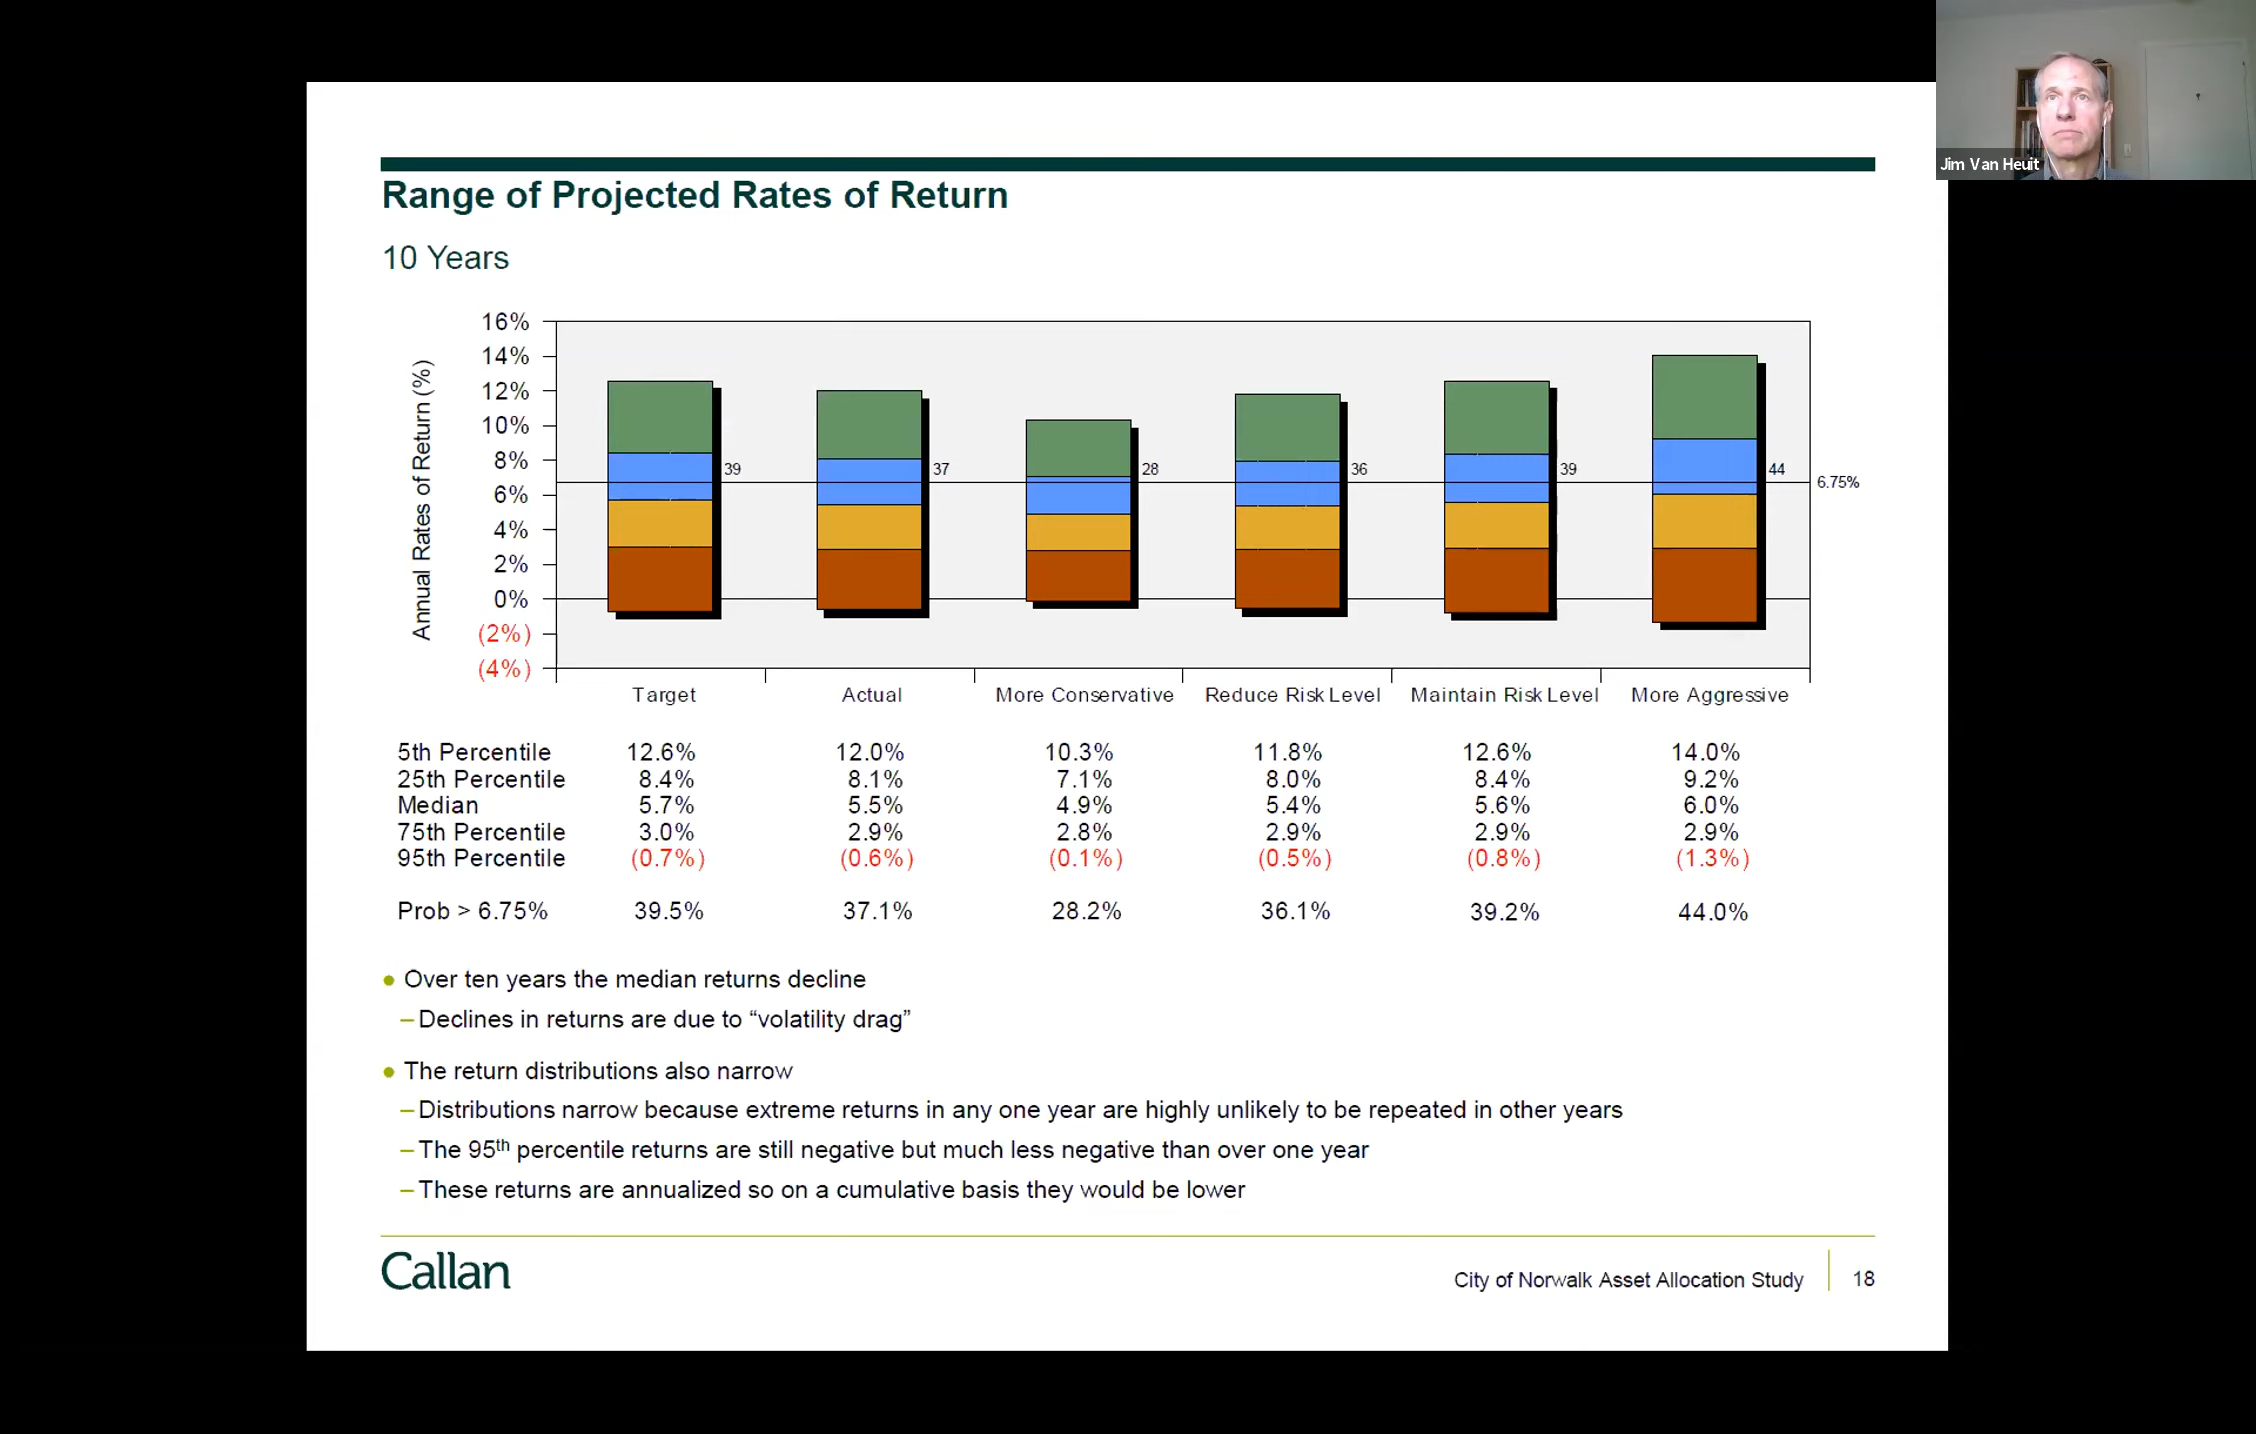 Jim Van Heuit
Range of Projected Rates of Return
10 Years
Annual Rates of Return (%)
16%
14%
12%
10%
8%
6%
4%
2%
0%
(2%)
(4%)
39 37 28 36 39 44
6.75%
Target Actual More Conservative Reduce Risk Level Maintain Risk Level More Aggressive
5th Percentile 12.6% 12.0% 10.3% 11.8% 12.6% 14.0%
25th Percentile 8.4% 8.1% 7.1% 8.0% 8.4% 9.2%
Median 5.7% 5.5% 4.9% 5.4% 5.6% 6.0%
75th Percentile 3.0% 2.9% 2.8% 2.9% 2.9% 2.9%
95th Percentile (0.7%) (0.6%) (0.1%) (0.5%) (0.8%) (1.3%)
Prob > 6.75% 39.5% 37.1% 28.2% 36.1% 39.2% 44.0%
● Over ten years the median returns decline
– Declines in returns are due to “volatility drag”
● The return distributions also narrow
– Distributions narrow because extreme returns in any one year are highly unlikely to be repeated in other years
– The 95th percentile returns are still negative but much less negative than over one year
– These returns are annualized so on a cumulative basis they would be lower
Callan
City of Norwalk Asset Allocation Study 18